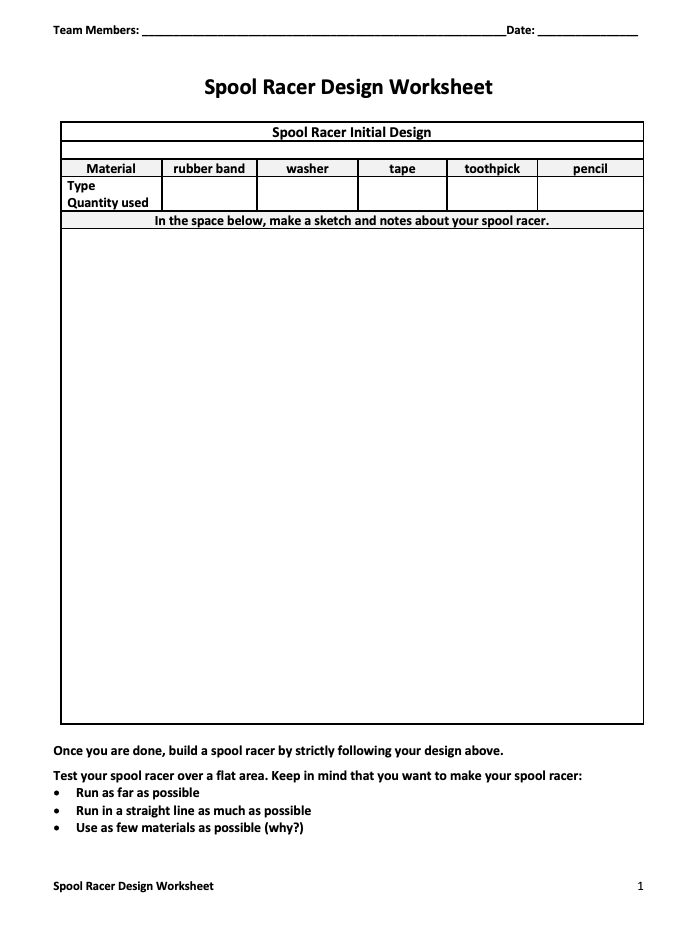 Team Members: _______________________________________________________Date: _______________
Spool Racer Design Worksheet
Spool Racer Initial Design
Material rubber band washer tape toothpick pencil
Type
Quantity used
In the space below, make a sketch and notes about your spool racer.
Once you are done, build a spool racer by strictly following your design above.
Test your spool racer over a flat area. Keep in mind that you want to make your spool racer:
• Run as far as possible
• Run in a straight line as much as possible
• Use as few materials as possible (why?)
Spool Racer Design Worksheet 1